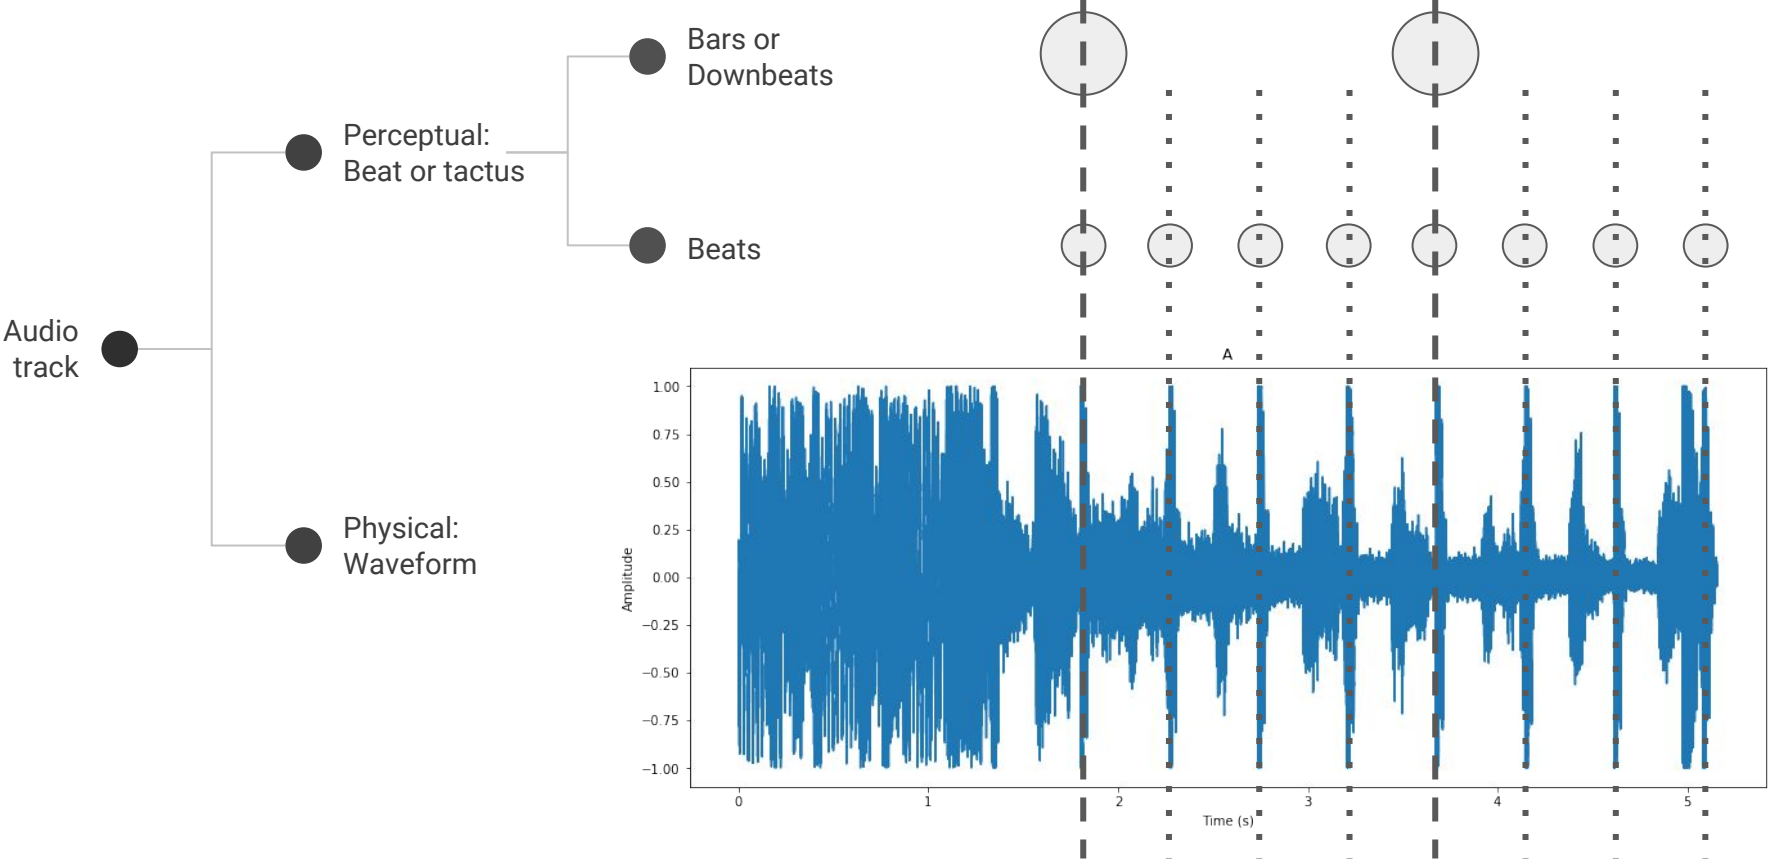 Bars or
Downbeats
Perceptual:
Beat or tactus
Beats
Audio
track
Physical:
Waveform
A
1.00
0.75
0.50
0.25
0.00
−0.25
−0.50
−0.75
−1.00
Amplitude
0 1 2 3 4 5
Time (s)